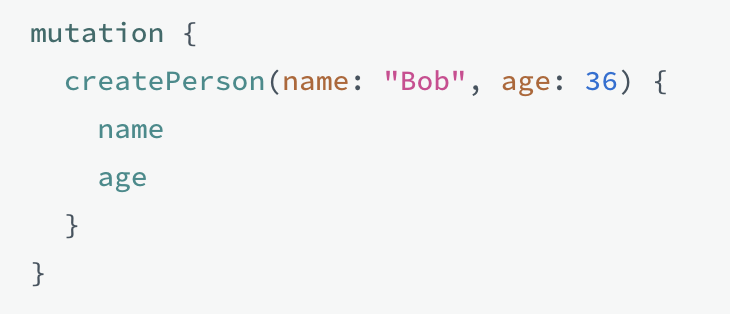 mutation {
  createPerson(name: "Bob", age: 36) {
    name
    age
  }
}